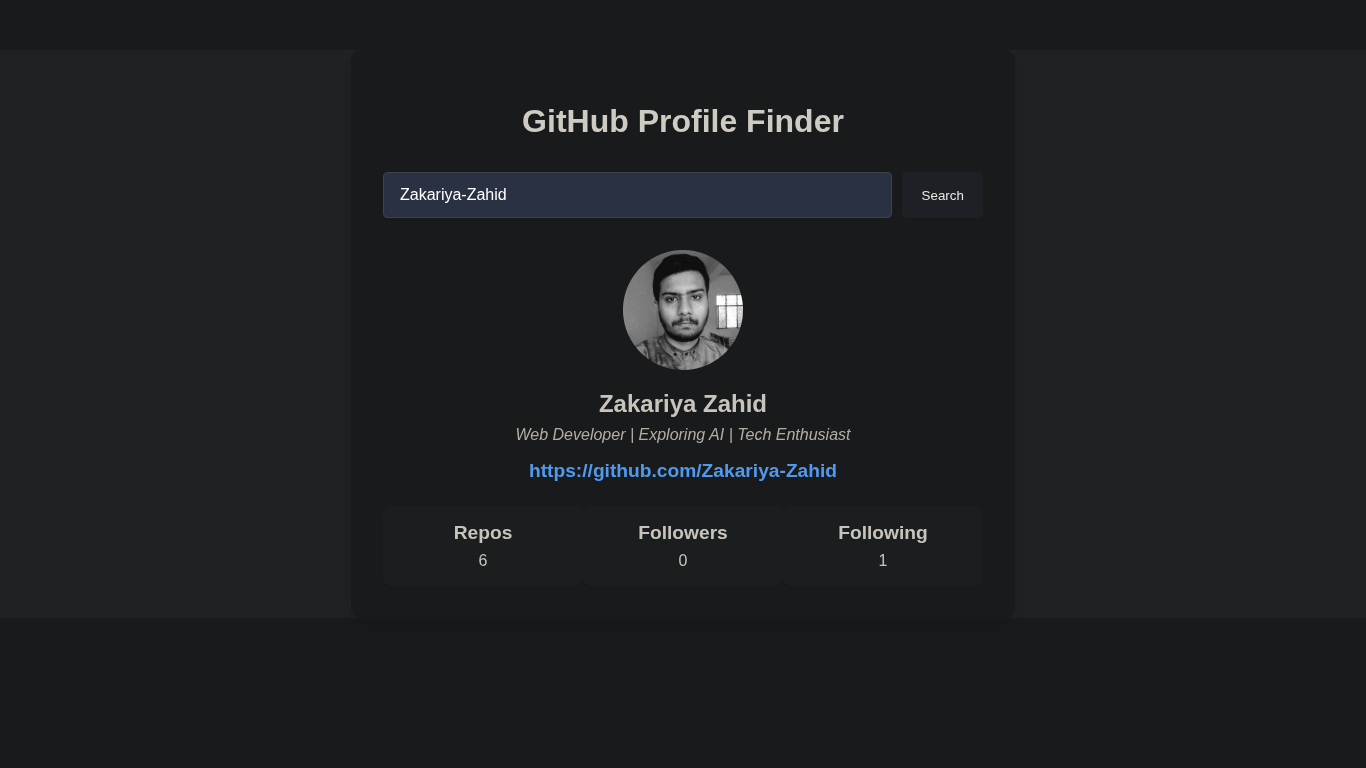 GitHub Profile Finder
Zakariya-Zahid
Search
Zakariya Zahid
Web Developer | Exploring AI | Tech Enthusiast
https://github.com/Zakariya-Zahid
Repos Followers Following
6 0 1